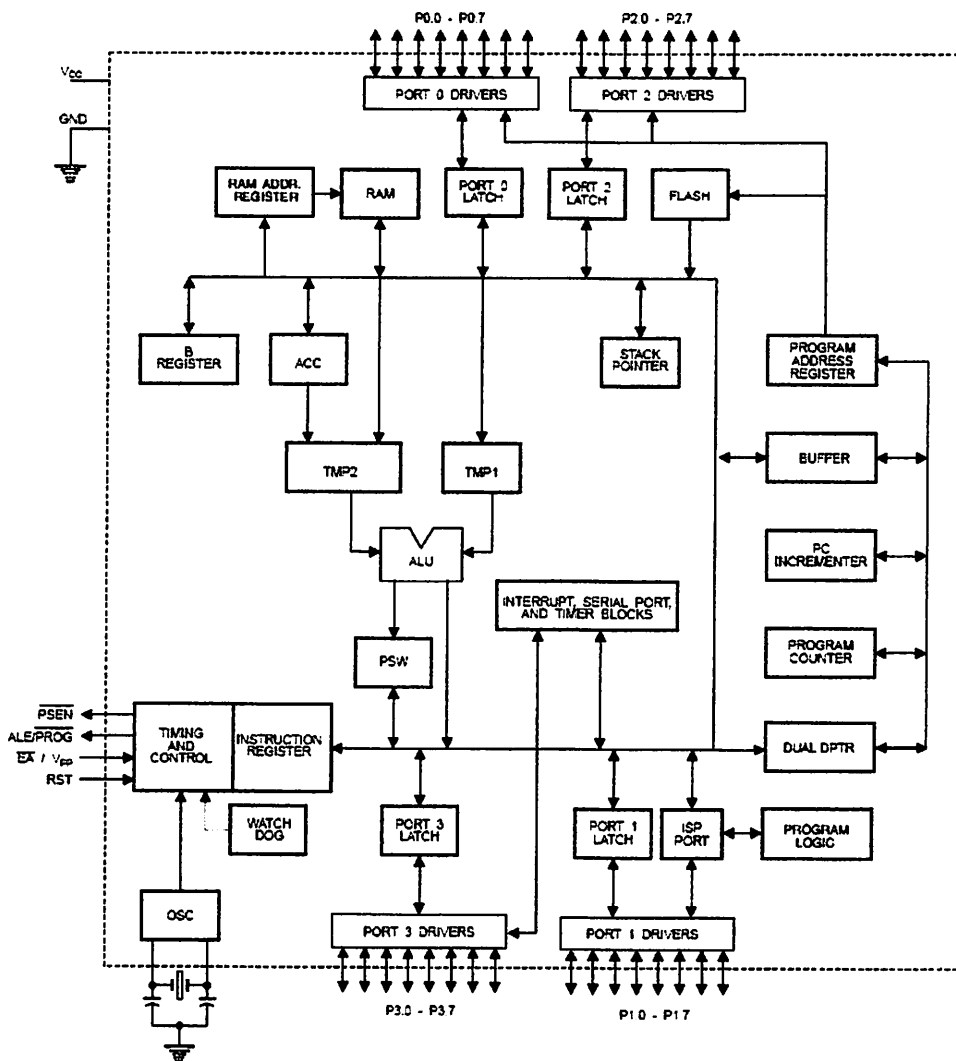 P0.0 - P0.7
P2.0 - P2.7
VCC
PORT 0 DRIVERS
PORT 2 DRIVERS
GND
RAM ADDR.
REGISTER
RAM
PORT 0
LATCH
PORT 2
LATCH
FLASH
B
REGISTER
ACC
STACK
POINTER
PROGRAM
ADDRESS
REGISTER
TMP2
TMP1
BUFFER
ALU
PC
INCREMENTER
INTERRUPT, SERIAL PORT,
AND TIMER BLOCKS
PSW
PROGRAM
COUNTER
PSEN
ALE/PROG
EA / VPP
RST
TIMING
AND
CONTROL
INSTRUCTION
REGISTER
DUAL DPTR
WATCH
DOG
PORT 3
LATCH
PORT 1
LATCH
ISP
PORT
PROGRAM
LOGIC
OSC
PORT 3 DRIVERS
PORT 1 DRIVERS
P3.0 - P3.7
P1.0 - P1.7